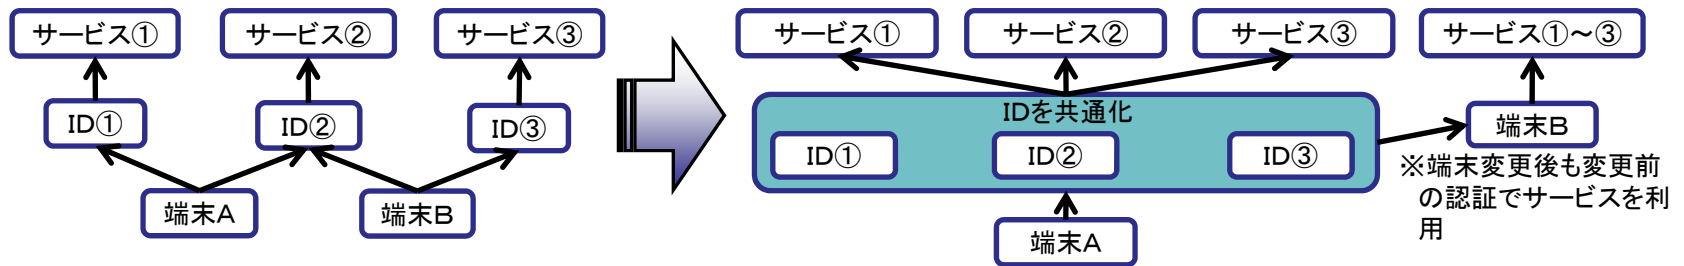 サービス①
サービス②
サービス③
ID①
ID②
ID③
端末A
端末B
サービス①
サービス②
サービス③
サービス①～③
IDを共通化
ID①
ID②
ID③
端末B
端末A
※端末変更後も変更前
の認証でサービスを利
用